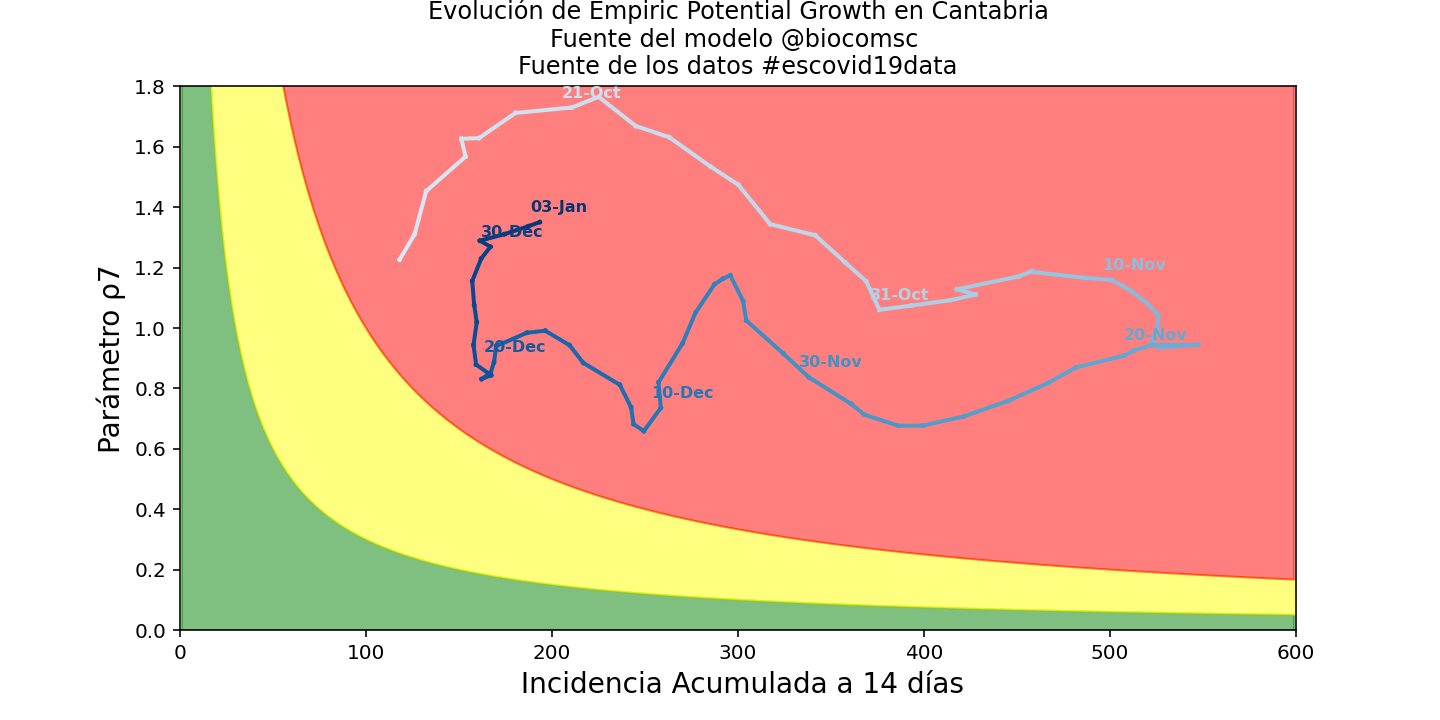 Evolución de Empiric Potential Growth en Cantabria
Fuente del modelo @biocomsc
Fuente de los datos #escovid19data
1.8
1.6
1.4
1.2
1.0
0.8
0.6
0.4
0.2
0.0
Parámetro ρ7
21-Oct
03-Jan
30-Dec
10-Nov
31-Oct
20-Nov
20-Dec
30-Nov
10-Dec
0
100
200
300
400
500
600
Incidencia Acumulada a 14 días